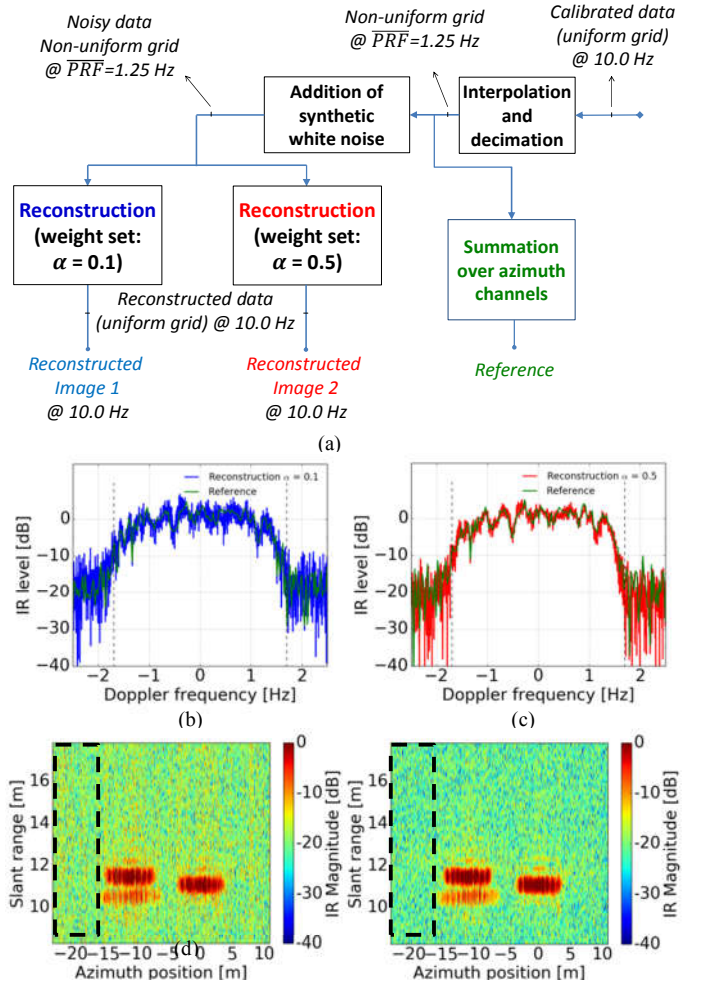 Noisy data
Non-uniform grid
@ PRF=1.25 Hz
Non-uniform grid
@ PRF=1.25 Hz
Calibrated data
(uniform grid)
@ 10.0 Hz
Addition of
synthetic
white noise
Interpolation
and
decimation
Reconstruction
(weight set:
α = 0.1)
Reconstruction
(weight set:
α = 0.5)
Summation
over azimuth
channels
Reconstructed data
(uniform grid) @ 10.0 Hz
Reconstructed
Image 1
@ 10.0 Hz
Reconstructed
Image 2
@ 10.0 Hz
Reference
(a)
Reconstruction α = 0.1
Reference
IR level [dB]
0
−10
−20
−30
−40
−2 −1 0 1 2
Doppler frequency [Hz]
(b)
Reconstruction α = 0.5
Reference
IR level [dB]
0
−10
−20
−30
−40
−2 −1 0 1 2
Doppler frequency [Hz]
(c)
Slant range [m]
16
14
12
10
−20 −15 −10 −5 0 5 10
Azimuth position [m]
(d)
0
-10
-20
-30
-40
IR Magnitude [dB]
Slant range [m]
16
14
12
10
−20 −15 −10 −5 0 5 10
Azimuth position [m]
0
-10
-20
-30
-40
IR Magnitude [dB]